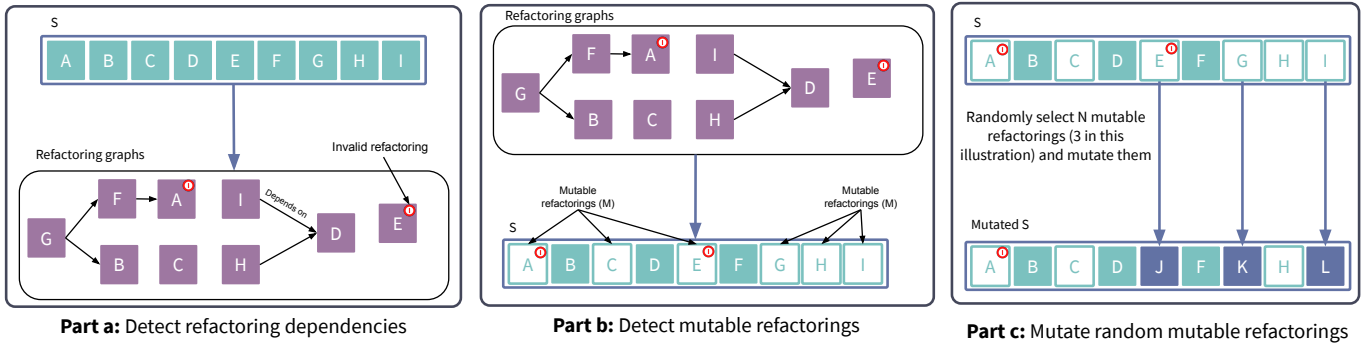 S
A B C D E F G H I
Refactoring graphs
Invalid refactoring
F A I
Depends on
G D E
B C H
Part a: Detect refactoring dependencies
Refactoring graphs
F A I
G D E
B C H
Mutable
refactorings (M)
Mutable
refactorings (M)
S
A B C D E F G H I
Part b: Detect mutable refactorings
S
A B C D E F G H I
Randomly select N mutable
refactorings (3 in this
illustration) and mutate them
Mutated S
A B C D J F K H L
Part c: Mutate random mutable refactorings